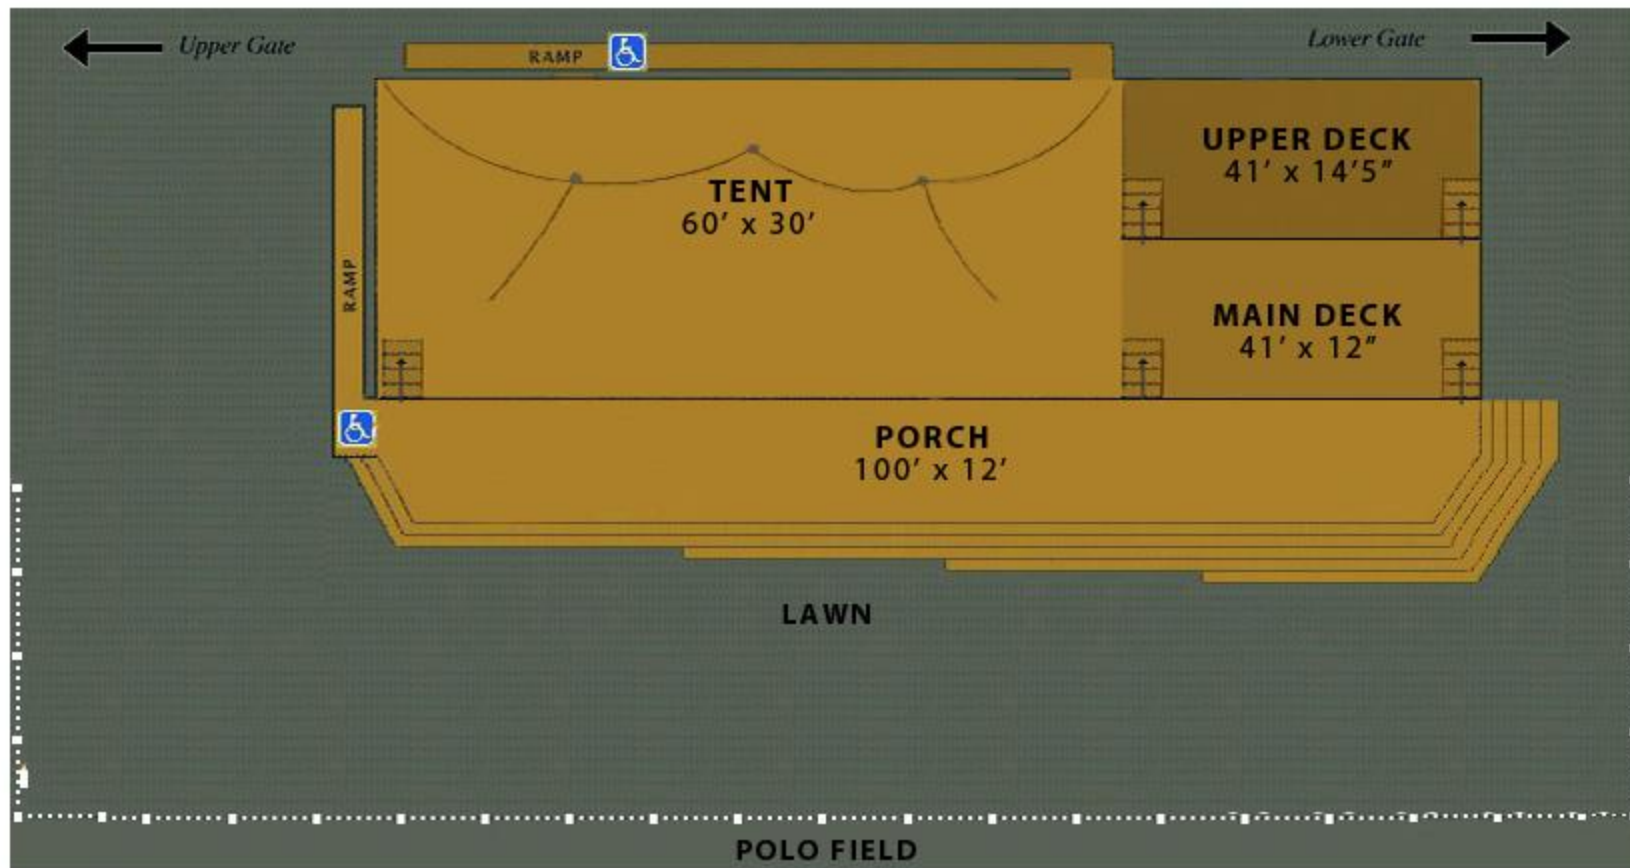 Upper Gate
RAMP
Lower Gate
UPPER DECK
41’ x 14’5”
TENT
60’ x 30’
RAMP
MAIN DECK
41’ x 12”
PORCH
100’ x 12’
LAWN
POLO FIELD